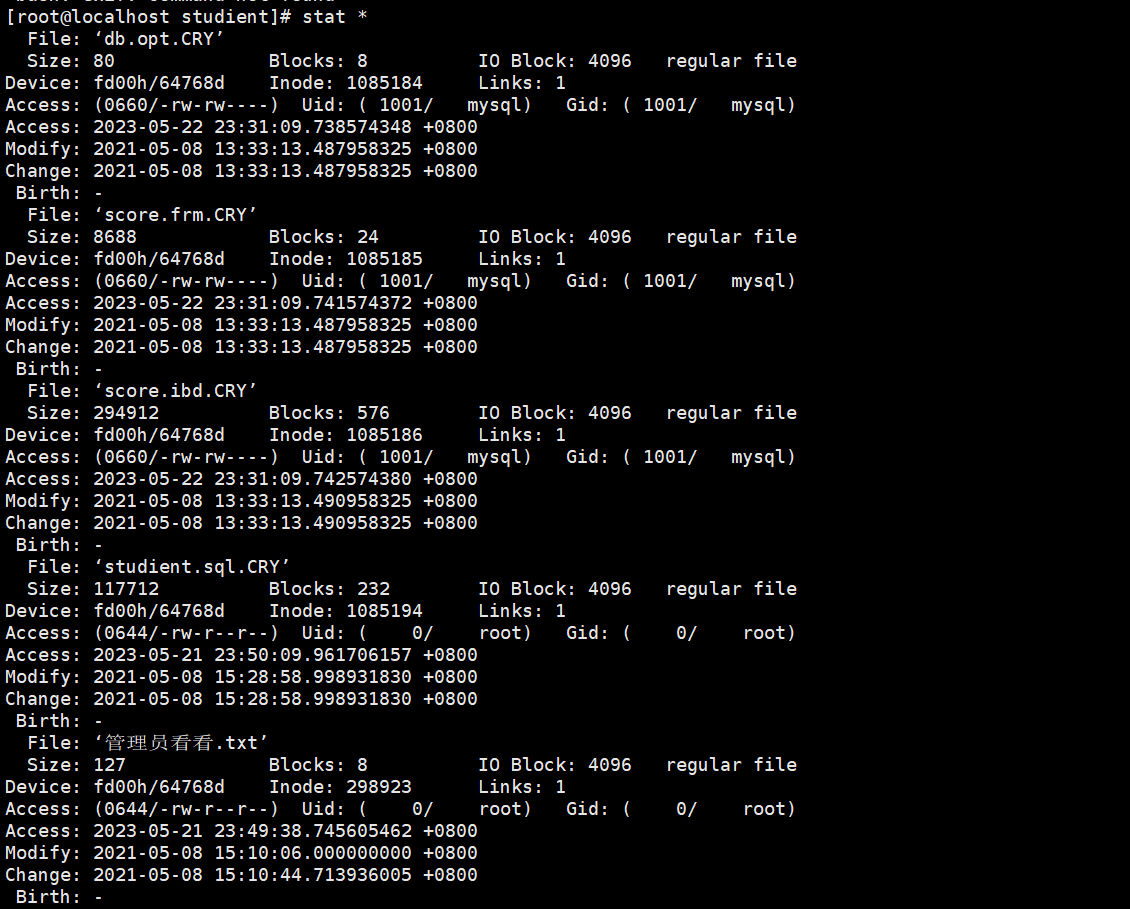 [root@localhost studient]# stat *
  File: ‘db.opt.CRY’
  Size: 80              Blocks: 8          IO Block: 4096   regular file
Device: fd00h/64768d    Inode: 1085184     Links: 1
Access: (0660/-rw-rw----)  Uid: ( 1001/   mysql)   Gid: ( 1001/   mysql)
Access: 2023-05-22 23:31:09.738574348 +0800
Modify: 2021-05-08 13:33:13.487958325 +0800
Change: 2021-05-08 13:33:13.487958325 +0800
 Birth: -
  File: ‘score.frm.CRY’
  Size: 8688            Blocks: 24         IO Block: 4096   regular file
Device: fd00h/64768d    Inode: 1085185     Links: 1
Access: (0660/-rw-rw----)  Uid: ( 1001/   mysql)   Gid: ( 1001/   mysql)
Access: 2023-05-22 23:31:09.741574372 +0800
Modify: 2021-05-08 13:33:13.487958325 +0800
Change: 2021-05-08 13:33:13.487958325 +0800
 Birth: -
  File: ‘score.ibd.CRY’
  Size: 294912          Blocks: 576        IO Block: 4096   regular file
Device: fd00h/64768d    Inode: 1085186     Links: 1
Access: (0660/-rw-rw----)  Uid: ( 1001/   mysql)   Gid: ( 1001/   mysql)
Access: 2023-05-22 23:31:09.742574380 +0800
Modify: 2021-05-08 13:33:13.490958325 +0800
Change: 2021-05-08 13:33:13.490958325 +0800
 Birth: -
  File: ‘studient.sql.CRY’
  Size: 117712          Blocks: 232        IO Block: 4096   regular file
Device: fd00h/64768d    Inode: 1085194     Links: 1
Access: (0644/-rw-r--r--)  Uid: (    0/    root)   Gid: (    0/    root)
Access: 2023-05-21 23:50:09.961706157 +0800
Modify: 2021-05-08 15:28:58.998931830 +0800
Change: 2021-05-08 15:28:58.998931830 +0800
 Birth: -
  File: ‘管理员看看.txt’
  Size: 127             Blocks: 8          IO Block: 4096   regular file
Device: fd00h/64768d    Inode: 298923      Links: 1
Access: (0644/-rw-r--r--)  Uid: (    0/    root)   Gid: (    0/    root)
Access: 2023-05-21 23:49:38.745605462 +0800
Modify: 2021-05-08 15:10:06.000000000 +0800
Change: 2021-05-08 15:10:44.713936005 +0800
 Birth: -